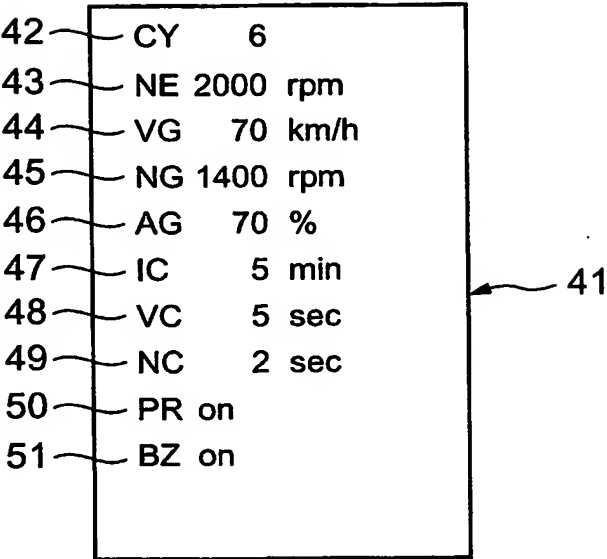 42 CY 6
43 NE 2000 rpm
44 VG 70 km/h
45 NG 1400 rpm
46 AG 70 %
47 IC 5 min
41
48 VC 5 sec
49 NC 2 sec
50 PR on
51 BZ on